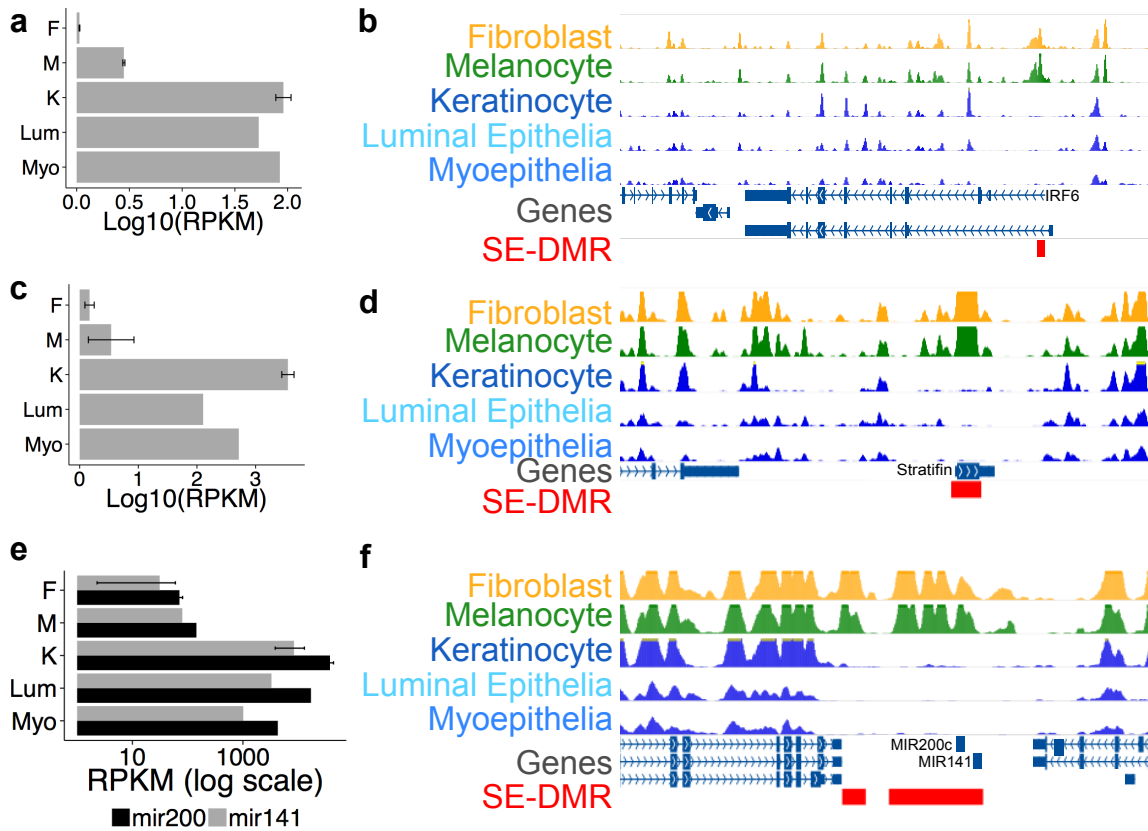 a
F
M
K
Lum
Myo
0.0 0.5 1.0 1.5 2.0
Log10(RPKM)
b
Fibroblast
Melanocyte
Keratinocyte
Luminal Epithelia
Myoepithelia
Genes
IRF6
SE-DMR
c
F
M
K
Lum
Myo
0 1 2 3
Log10(RPKM)
d
Fibroblast
Melanocyte
Keratinocyte
Luminal Epithelia
Myoepithelia
Genes
Stratifin
SE-DMR
e
F
M
K
Lum
Myo
10 1000
RPKM (log scale)
mir200 mir141
f
Fibroblast
Melanocyte
Keratinocyte
Luminal Epithelia
Myoepithelia
Genes
MIR200c
MIR141
SE-DMR